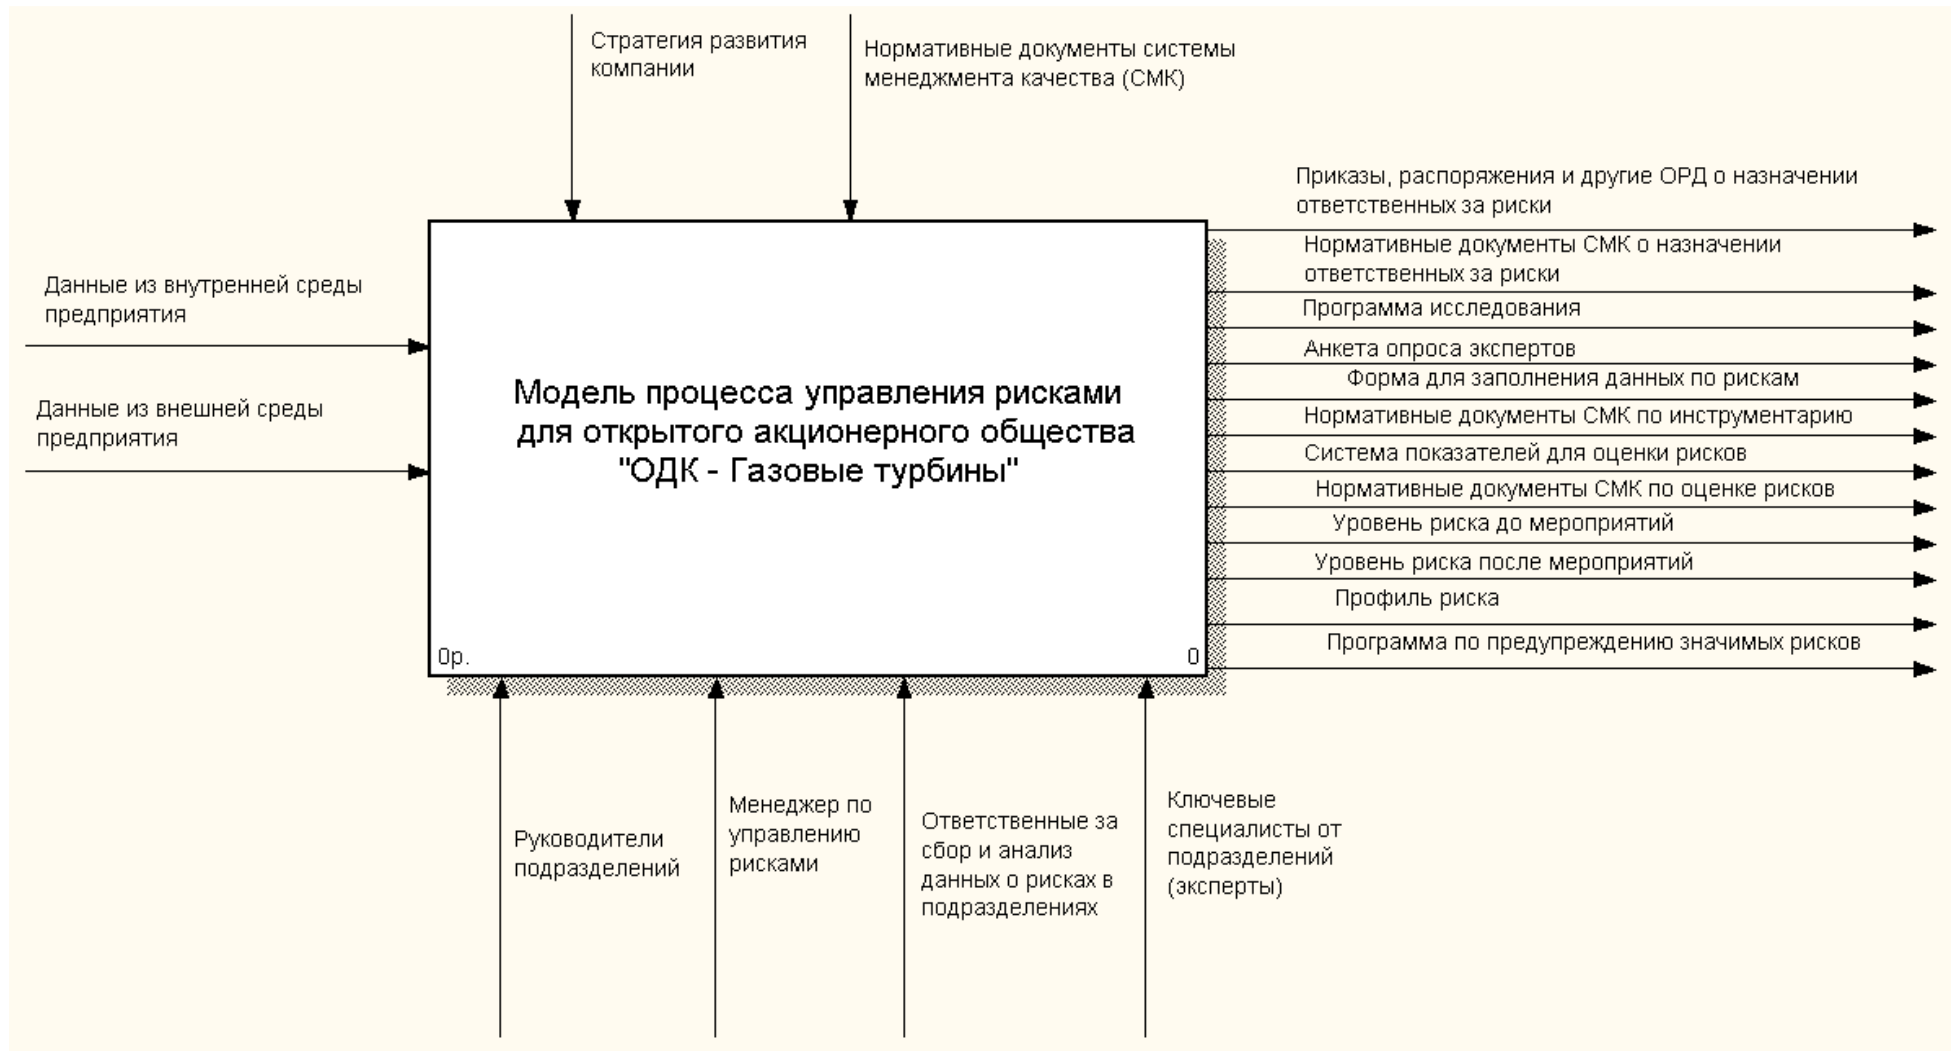 Стратегия развития
компании
Нормативные документы системы
менеджмента качества (СМК)
Данные из внутренней среды
предприятия
Данные из внешней среды
предприятия
Модель процесса управления рисками
для открытого акционерного общества
"ОДК - Газовые турбины"
0р.
0
Приказы, распоряжения и другие ОРД о назначении
ответственных за риски
Нормативные документы СМК о назначении
ответственных за риски
Программа исследования
Анкета опроса экспертов
Форма для заполнения данных по рискам
Нормативные документы СМК по инструментарию
Система показателей для оценки рисков
Нормативные документы СМК по оценке рисков
Уровень риска до мероприятий
Уровень риска после мероприятий
Профиль риска
Программа по предупреждению значимых рисков
Руководители
подразделений
Менеджер по
управлению
рисками
Ответственные за
сбор и анализ
данных о рисках в
подразделениях
Ключевые
специалисты от
подразделений
(эксперты)